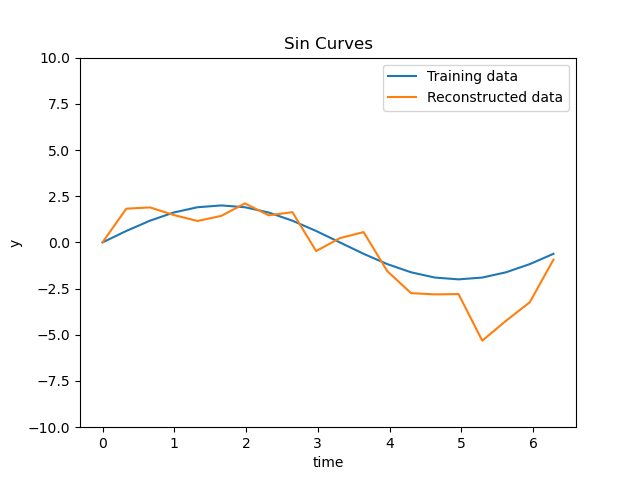 Sin Curves
Training data
Reconstructed data
10.0
7.5
5.0
2.5
0.0
−2.5
−5.0
−7.5
−10.0
y
0 1 2 3 4 5 6
time